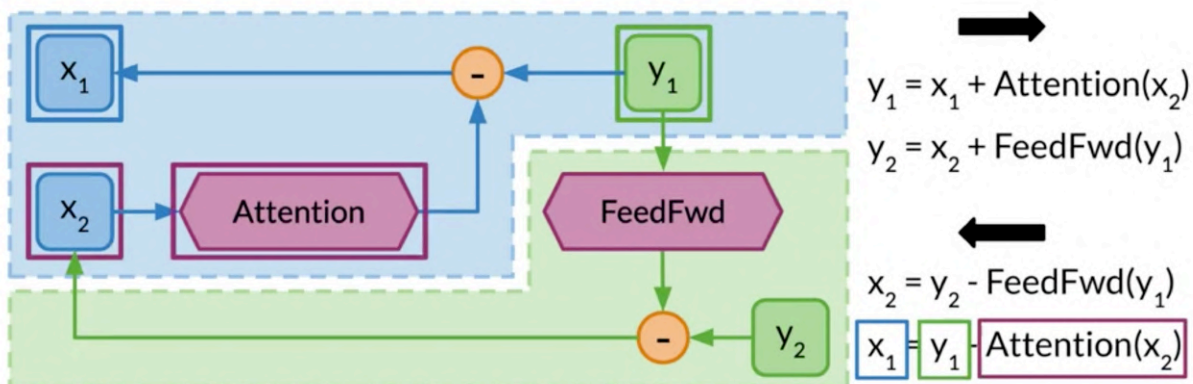 x₁
-
y₁
x₂
Attention
FeedFwd
-
y₂
y₁ = x₁ + Attention(x₂)
y₂ = x₂ + FeedFwd(y₁)
x₂ = y₂ - FeedFwd(y₁)
x₁ = y₁ - Attention(x₂)